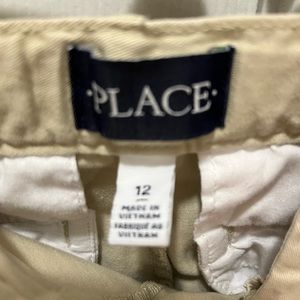 ·PLACE·
12
MADE IN
VIETNAM
FABRIQUÉ AU
VIETNAM